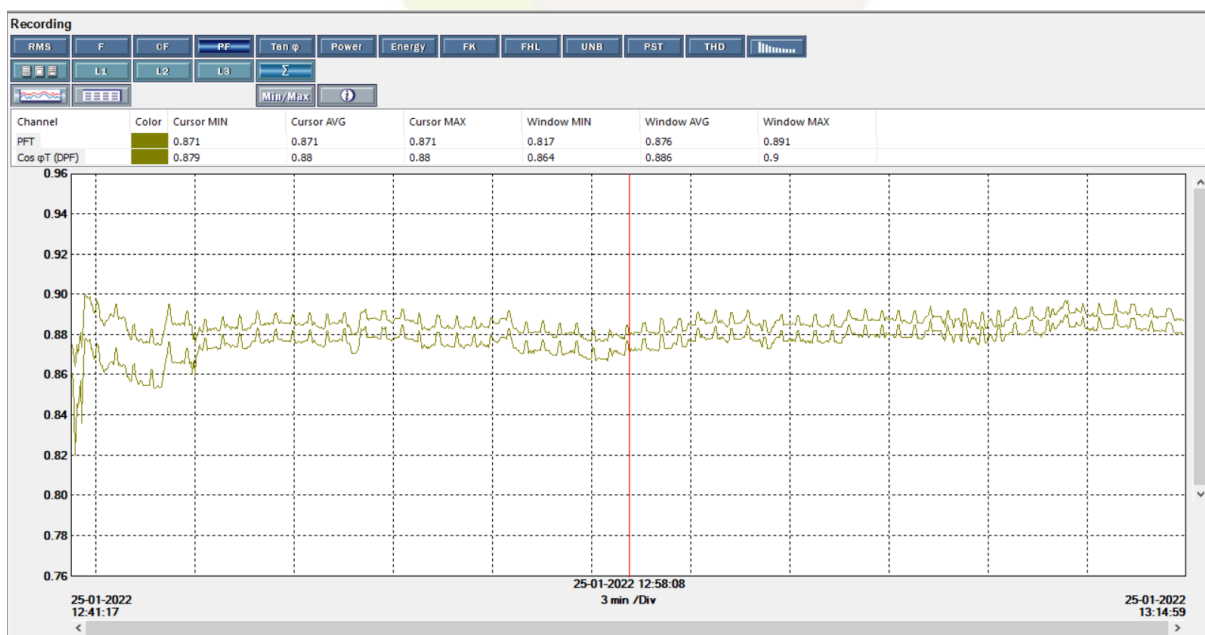 Recording
RMS F CF PF Tan φ Power Energy FK FHL UNB PST THD
L1 L2 L3 Σ
Min/Max
Channel Color Cursor MIN Cursor AVG Cursor MAX Window MIN Window AVG Window MAX
PFT 0.871 0.871 0.871 0.817 0.876 0.891
Cos φT (DPF) 0.879 0.88 0.88 0.864 0.886 0.9
0.96
0.94
0.92
0.90
0.88
0.86
0.84
0.82
0.80
0.78
0.76
25-01-2022 12:58:08
25-01-2022 3 min /Div 25-01-2022
12:41:17 13:14:59